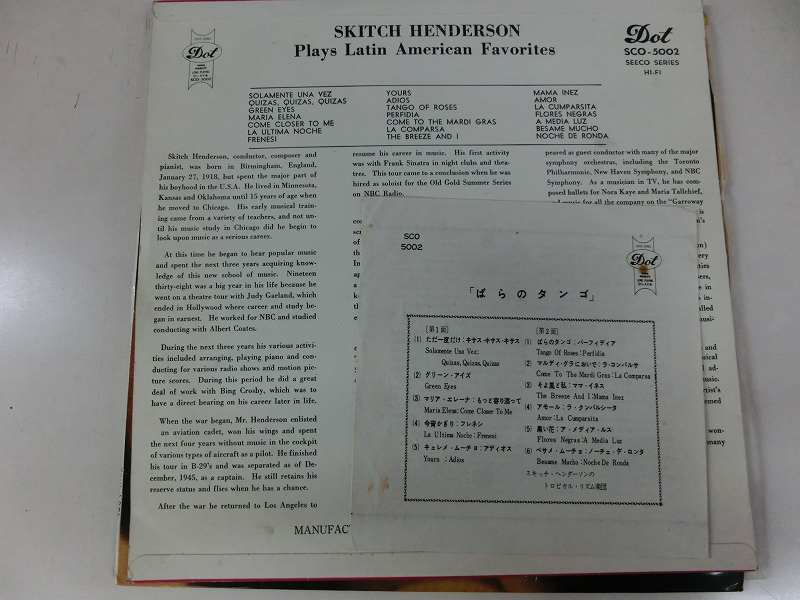 SKITCH HENDERSON
Plays Latin American Favorites
Dot
SCO-5002
SEECO SERIES
HI-FI
Dot
SOLAMENTE UNA VEZ
QUIZAS, QUIZAS, QUIZAS
GREEN EYES
MARIA ELENA
COME CLOSER TO ME
LA ULTIMA NOCHE
FRENESI
YOURS
ADIOS
TANGO OF ROSES
PERFIDIA
COME TO THE MARDI GRAS
LA COMPARSA
THE BREEZE AND I
MAMA INEZ
AMOR
LA CUMPARSITA
FLORES NEGRAS
A MEDIA LUZ
BESAME MUCHO
NOCHE DE RONDA
Skitch Henderson, conductor, composer and
pianist, was born in Birmingham, England,
January 27, 1918, but spent the major part of
his boyhood in the U.S.A. He lived in Minnesota,
Kansas and Oklahoma until 15 years of age when
he moved to Chicago. His early musical train-
ing came from a variety of teachers, and not un-
til his music study in Chicago did he begin to
look upon music as a serious career.
At this time he began to hear popular music
and spent the next three years acquiring know-
ledge of this new school of music. Nineteen
thirty-eight was a big year in his life because he
went on a theatre tour with Judy Garland, which
ended in Hollywood where career and study be-
gan in earnest. He worked for NBC and studied
conducting with Albert Coates.
During the next three years his various activi-
ties included arranging, playing piano and con-
ducting for various radio shows and motion pic-
ture scores. During this period he did a great
deal of work with Bing Crosby, which was to
have a direct bearing on his career later in life.
When the war began, Mr. Henderson enlisted
an aviation cadet, won his wings and spent
the next four years without music in the cockpit
of various types of aircraft as a pilot. He finished
his tour in B-29's and was separated as of De-
cember, 1945, as a captain. He still retains his
reserve status and flies when he has a chance.
After the war he returned to Los Angeles to
resume his career in music. His first activity
was with Frank Sinatra in night clubs and thea-
tres. This tour came to a conclusion when he was
hired as soloist for the Old Gold Summer Series
on NBC Radio.
peared as guest conductor with many of the major
symphony orchestras, including the Toronto
Philharmonic, New Haven Symphony, and NBC
Symphony. As a musician in TV, he has com-
posed ballets for Nora Kaye and Maria Tallchief,
and music for all the company on the "Garroway
MANUFAC
SCO
5002
Dot
「ばらのタンゴ」
[第1面]
(1) ただ一度だけ:キサス・キサス・キサス
Solamente Una Vez:
Quizas, Quizas, Quizas
(2) グリーン・アイズ
Green Eyes
(3) マリア・エレーナ:もっと寄り添って
Maria Elena:Come Closer To Me
(4) 今宵かぎり:フレネシ
La Ultima Noche:Frenesi
(5) キェレメ・ムーチョ:アディオス
Yours:Adios
[第2面]
(1) ばらのタンゴ:パーフィディア
Tango Of Roses:Perfidia
(2) マルディ・グラにおいで:ラ・コンパルサ
Come To The Mardi Gras:La Comparsa
(3) そよ風と私:ママ・イネス
The Breeze And I:Mama Inez
(4) アモール:ラ・クンパルシータ
Amor:La Cumparsita
(5) 黒い花:ア・メディア・ルス
Flores Negras:A Media Luz
(6) ベサメ・ムーチョ:ノーチェ・デ・ロンダ
Besame Mucho:Noche De Ronda
スキッチ・ヘンダーソンの
トロピカル・リズム楽団